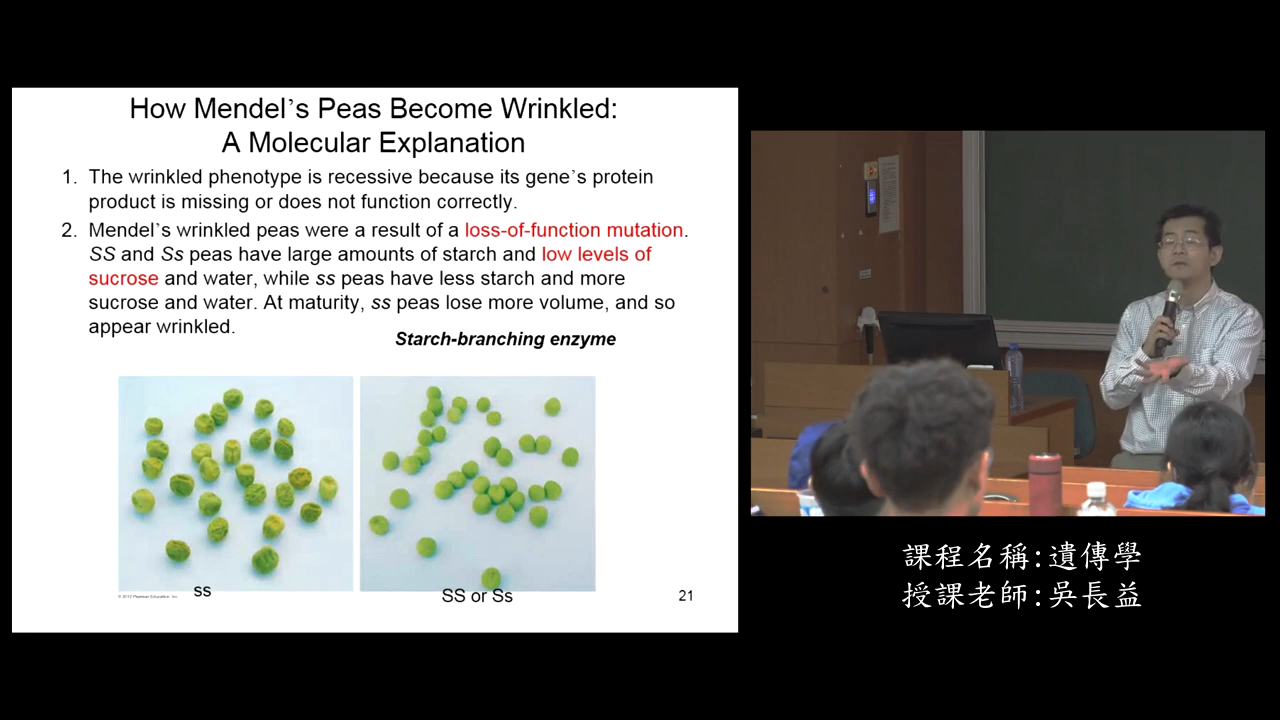 How Mendel’s Peas Become Wrinkled:
A Molecular Explanation
1. The wrinkled phenotype is recessive because its gene’s protein
product is missing or does not function correctly.
2. Mendel’s wrinkled peas were a result of a loss-of-function mutation.
SS and Ss peas have large amounts of starch and low levels of
sucrose and water, while ss peas have less starch and more
sucrose and water. At maturity, ss peas lose more volume, and so
appear wrinkled.
Starch-branching enzyme
ss
SS or Ss
© 2012 Pearson Education, Inc.
21
課程名稱:遺傳學
授課老師:吳長益